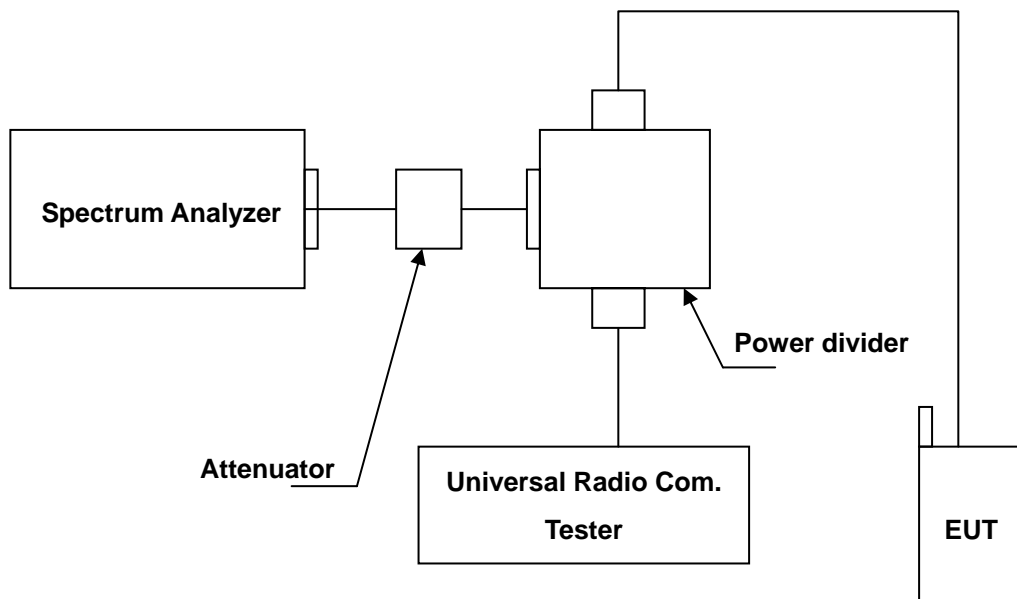 Spectrum Analyzer
Power divider
Attenuator
Universal Radio Com.
Tester
EUT